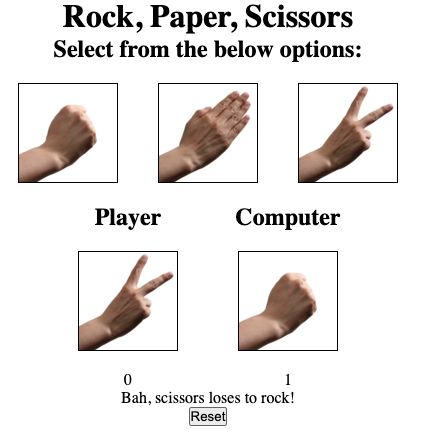 Rock, Paper, Scissors
Select from the below options:
Player Computer
0 1
Bah, scissors loses to rock!
Reset